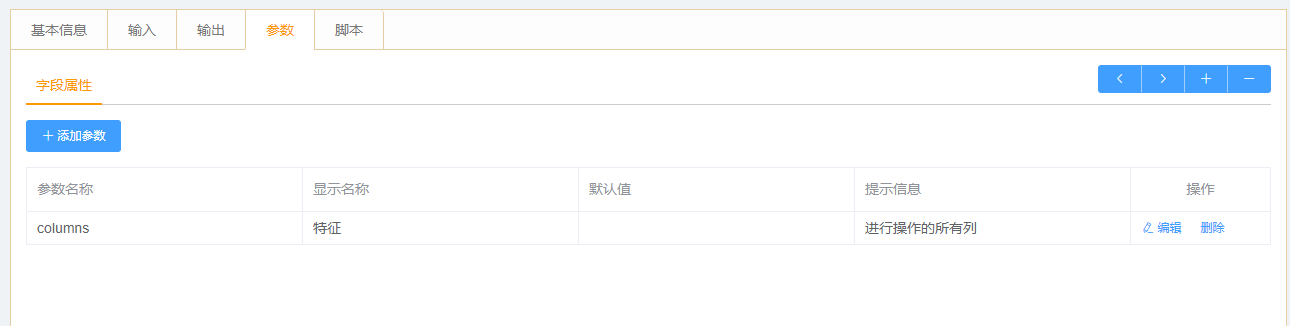 基本信息 输入 输出 参数 脚本
字段属性
添加参数
参数名称 显示名称 默认值 提示信息 操作
columns 特征 进行操作的所有列 编辑 删除